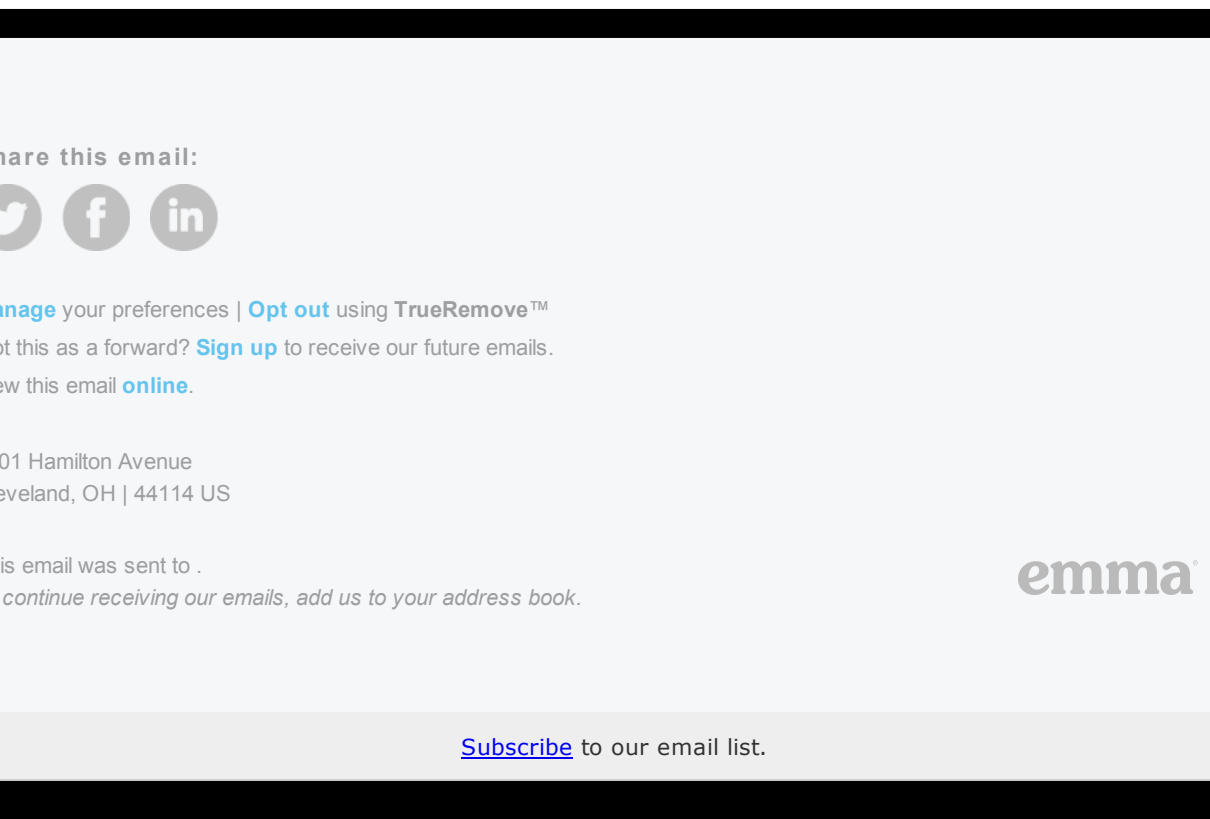 hare this email:
anage your preferences | Opt out using TrueRemove™
ot this as a forward? Sign up to receive our future emails.
ew this email online.
01 Hamilton Avenue
eveland, OH | 44114 US
is email was sent to .
continue receiving our emails, add us to your address book.
emma®
Subscribe to our email list.